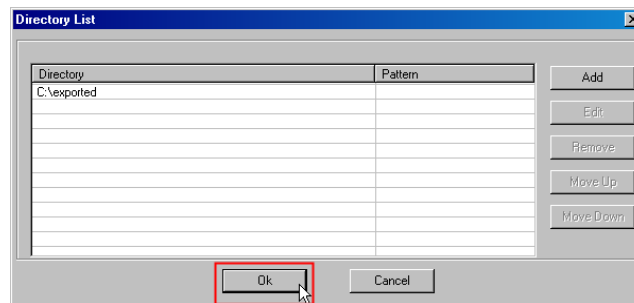 Directory List
Directory Pattern
C:\exported
Add
Edit
Remove
Move Up
Move Down
Ok Cancel